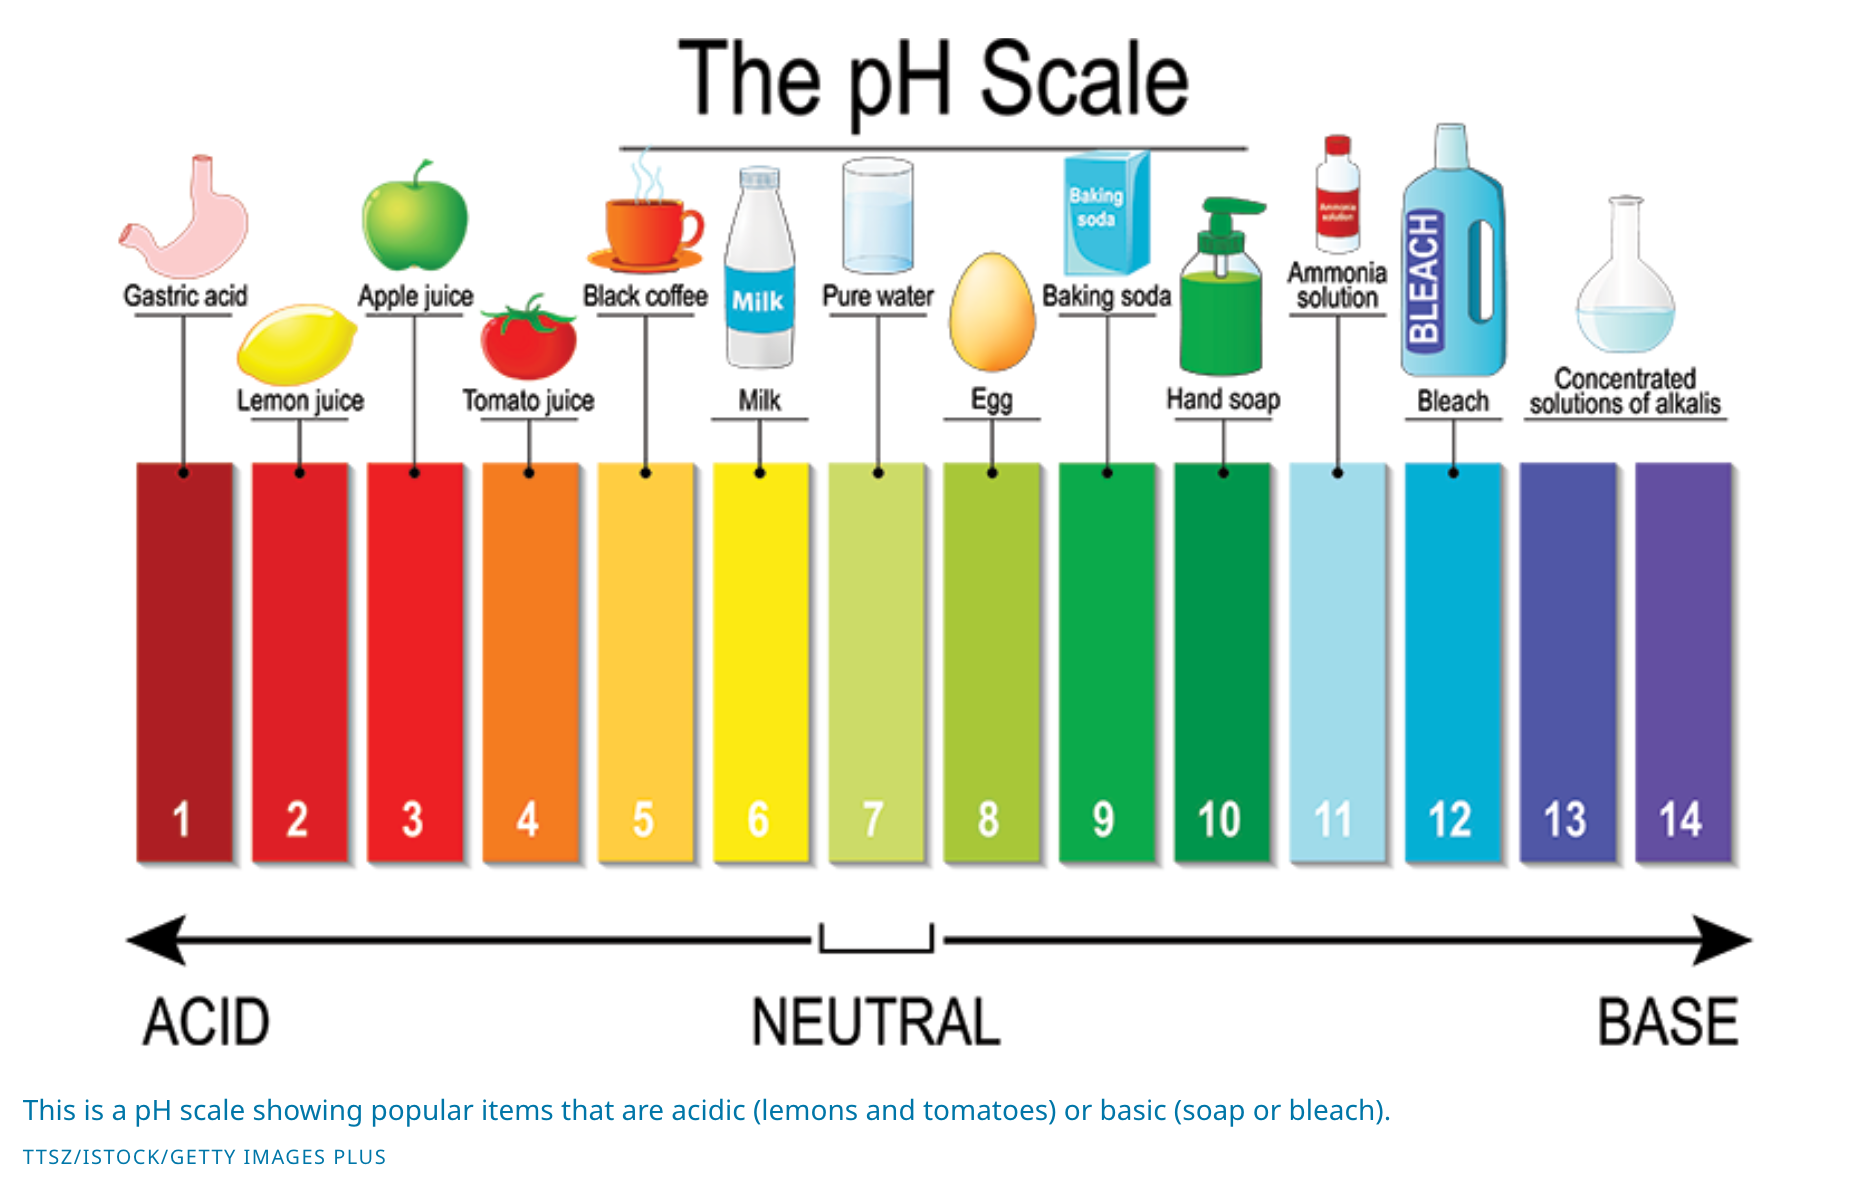 The pH Scale
Gastric acid
Lemon juice
Apple juice
Tomato juice
Black coffee
Milk
Milk
Pure water
Egg
Baking
soda
Baking soda
Hand soap
Ammonia
solution
Ammonia
solution
BLEACH
Bleach
Concentrated
solutions of alkalis
1 2 3 4 5 6 7 8 9 10 11 12 13 14
ACID NEUTRAL BASE
This is a pH scale showing popular items that are acidic (lemons and tomatoes) or basic (soap or bleach).
TTSZ/ISTOCK/GETTY IMAGES PLUS